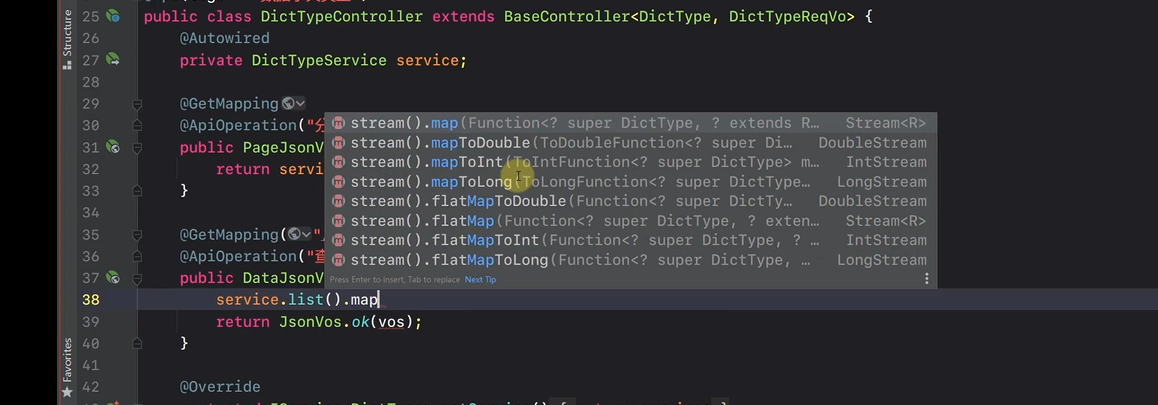 Structure
Favorites
25 public class DictTypeController extends BaseController<DictType, DictTypeReqVo> {
26 @Autowired
27 private DictTypeService service;
28
29 @GetMapping
30 @ApiOperation("分
31 public PageJsonV
32 return servi
33 }
34
35 @GetMapping(
36 @ApiOperation("查
37 public DataJsonV
38 service.list().map
39 return JsonVos.ok(vos);
40 }
41
42 @Override
stream().map(Function<? super DictType, ? extends R… Stream<R>
stream().mapToDouble(ToDoubleFunction<? super Di… DoubleStream
stream().mapToInt(ToIntFunction<? super DictType> m… IntStream
stream().mapToLong(ToLongFunction<? super DictType… LongStream
stream().flatMapToDouble(Function<? super DictTy… DoubleStream
stream().flatMap(Function<? super DictType, ? exten… Stream<R>
stream().flatMapToInt(Function<? super DictType, ? … IntStream
stream().flatMapToLong(Function<? super DictType, … LongStream
Press Enter to insert, Tab to replace Next Tip